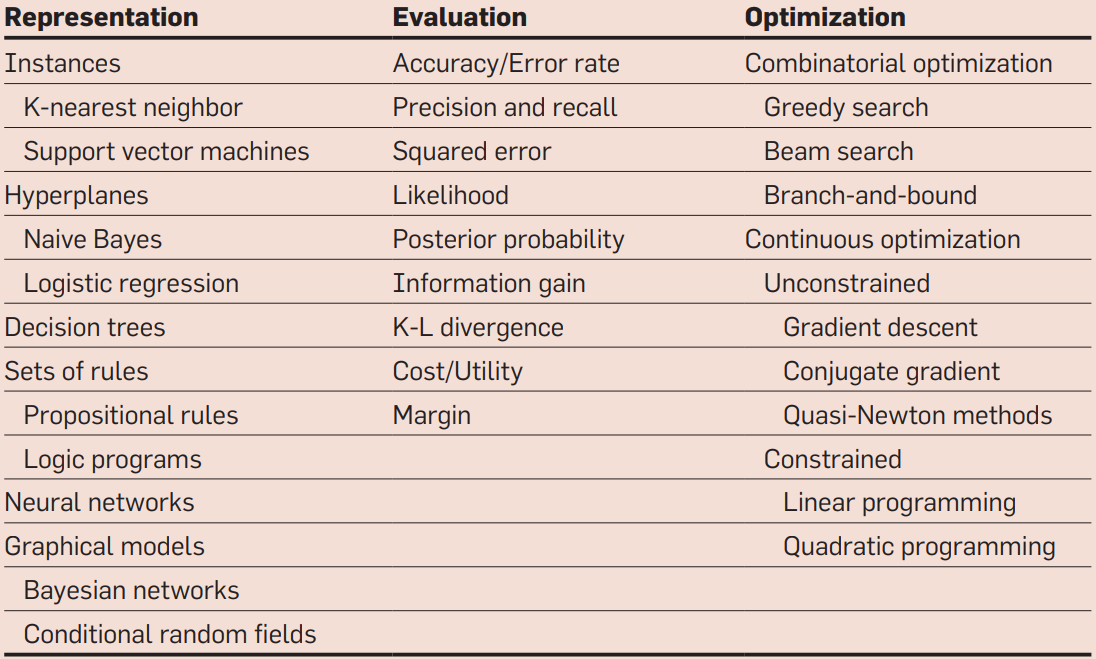 Representation Evaluation Optimization
Instances Accuracy/Error rate Combinatorial optimization
K-nearest neighbor Precision and recall Greedy search
Support vector machines Squared error Beam search
Hyperplanes Likelihood Branch-and-bound
Naive Bayes Posterior probability Continuous optimization
Logistic regression Information gain Unconstrained
Decision trees K-L divergence Gradient descent
Sets of rules Cost/Utility Conjugate gradient
Propositional rules Margin Quasi-Newton methods
Logic programs Constrained
Neural networks Linear programming
Graphical models Quadratic programming
Bayesian networks
Conditional random fields